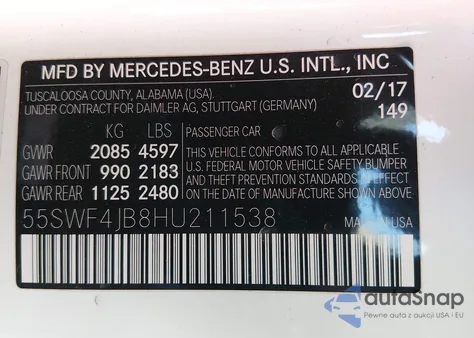 MFD BY MERCEDES-BENZ U.S. INTL., INC
TUSCALOOSA COUNTY, ALABAMA (USA). 02/17
UNDER CONTRACT FOR DAIMLER AG, STUTTGART (GERMANY) 149
KG LBS PASSENGER CAR
GVWR 2085 4597 THIS VEHICLE CONFORMS TO ALL APPLICABLE
GAWR FRONT 990 2183 U.S. FEDERAL MOTOR VEHICLE SAFETY BUMPER
GAWR REAR 1125 2480 AND THEFT PREVENTION STANDARDS IN EFFECT
ON THE DATE OF MANUFACTURE SHOWN ABOVE.
55SWF4JB8HU211538 MADE IN USA
autoSnap
Pewne auta z aukcji USA i EU